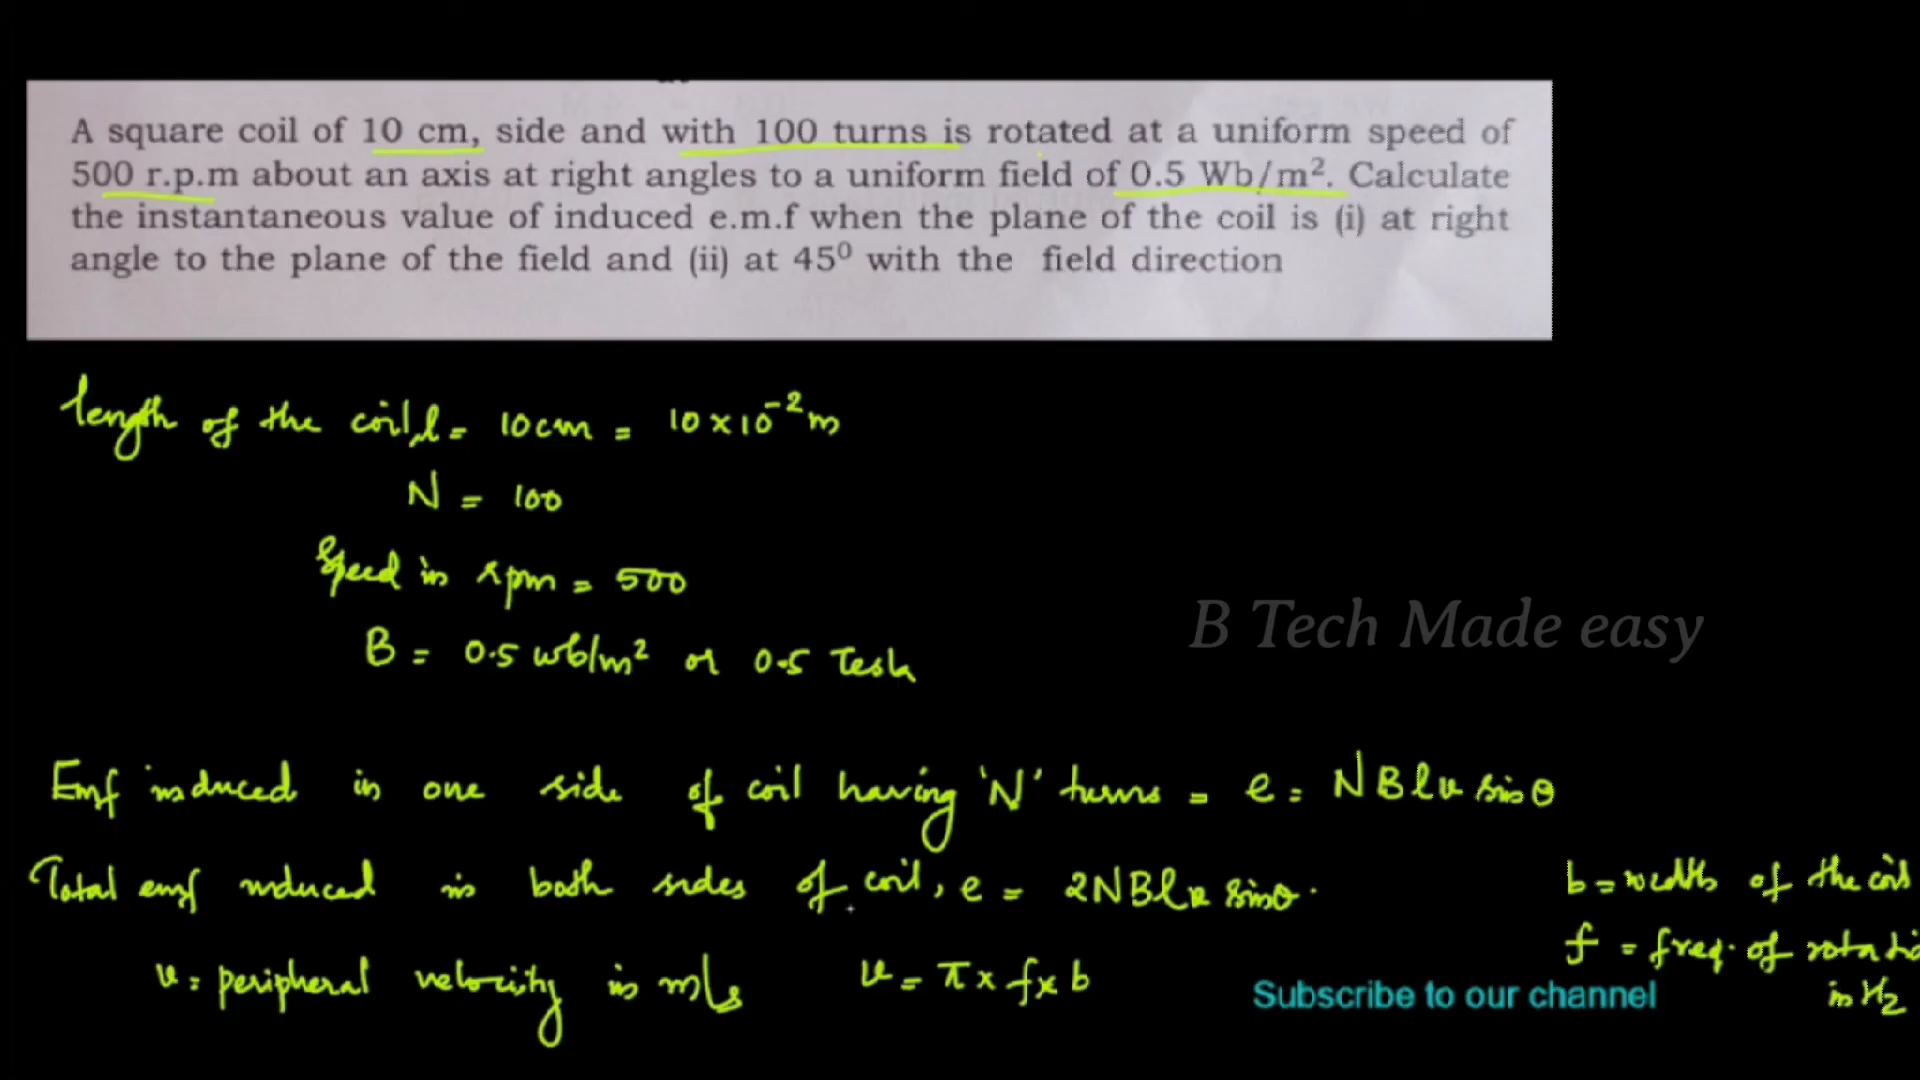 A square coil of 10 cm, side and with 100 turns is rotated at a uniform speed of
500 r.p.m about an axis at right angles to a uniform field of 0.5 Wb/m². Calculate
the instantaneous value of induced e.m.f when the plane of the coil is (i) at right
angle to the plane of the field and (ii) at 45⁰ with the field direction
length of the coil, l = 10cm = 10 × 10⁻² m
N = 100
Speed in rpm = 500
B = 0.5 wb/m² or 0.5 Tesla
B Tech Made easy
Emf induced in one side of coil having 'N' turns = e = NBlv sinθ
Total emf induced in both sides of coil, e = 2NBlv sinθ.
b = width of the coil
f = freq. of rotatio
in Hz
v = peripheral velocity in m/s v = π × f × b
Subscribe to our channel